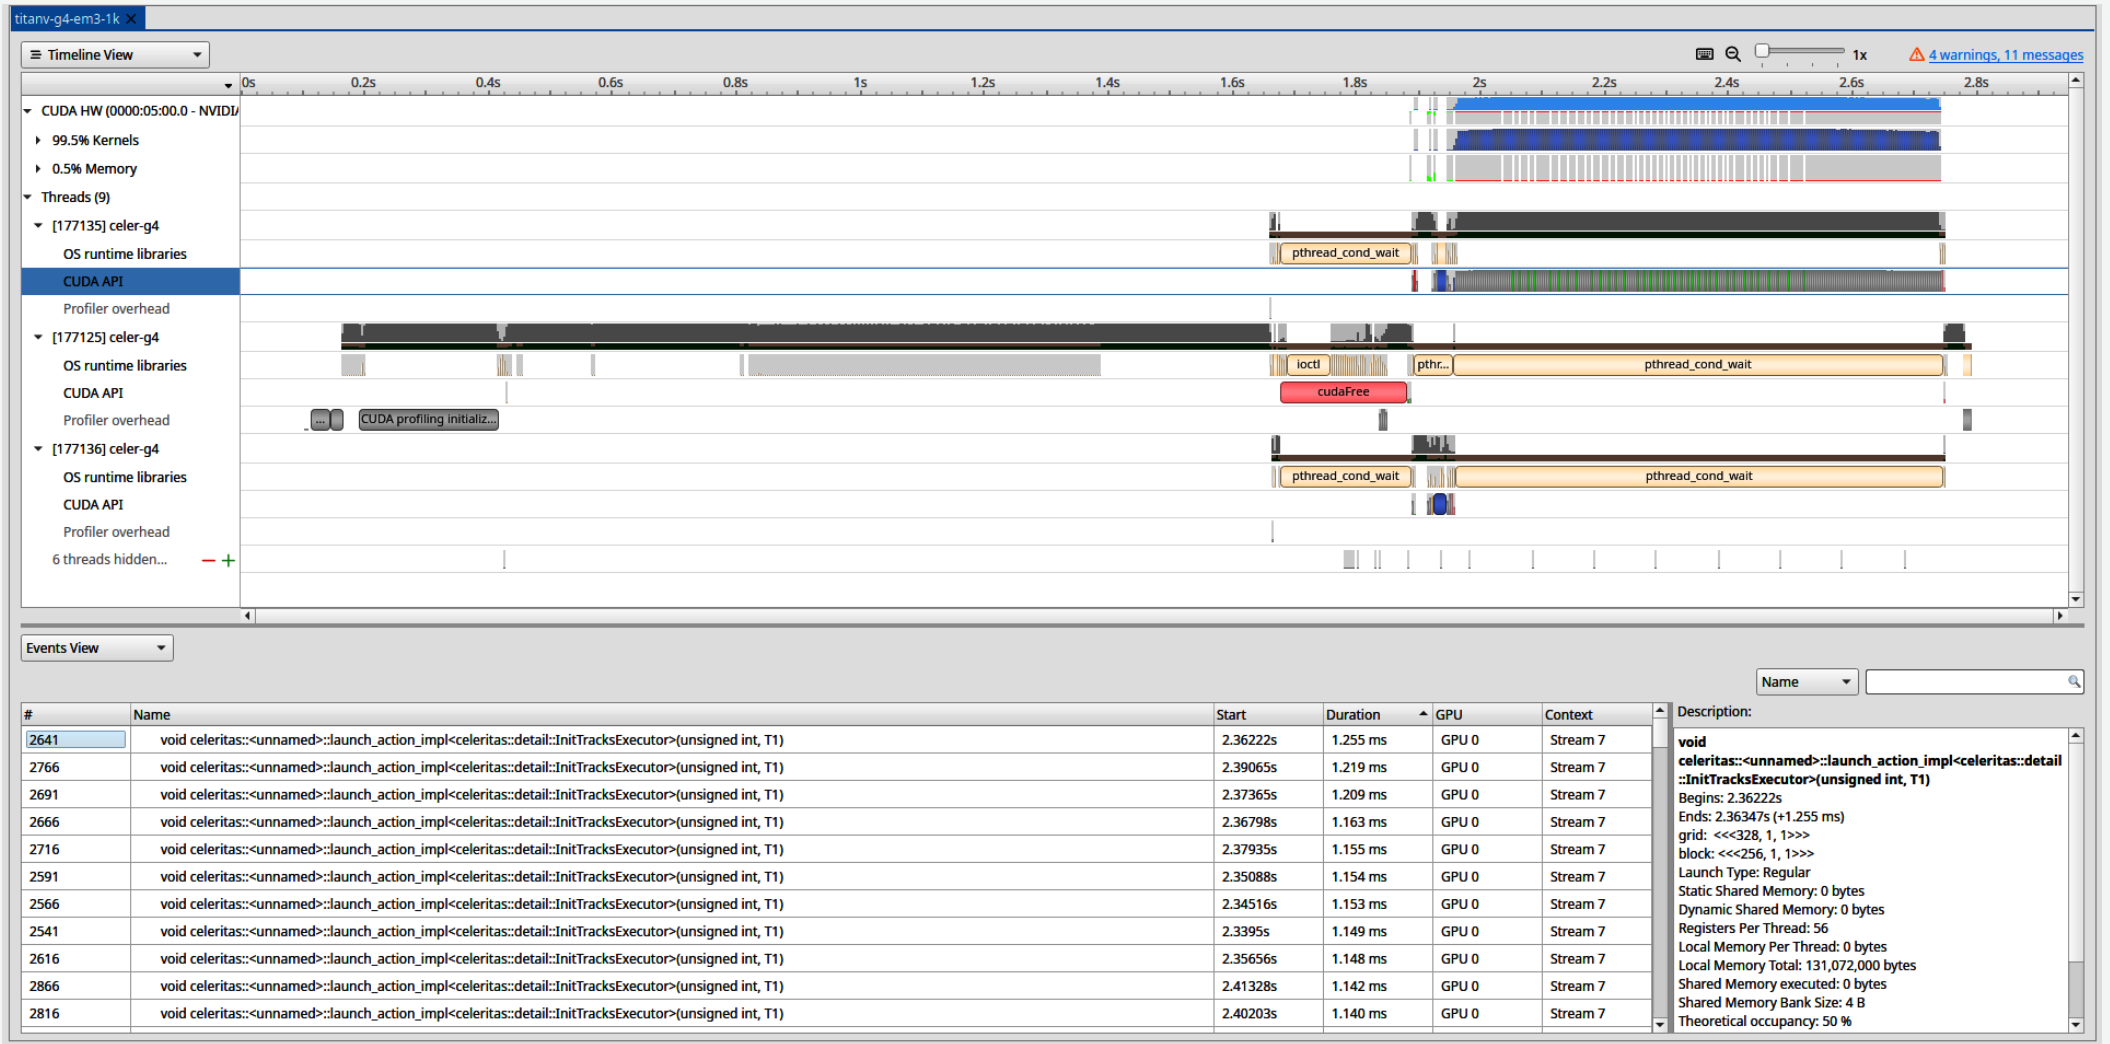 titanv-g4-em3-1k
Timeline View
1x
4 warnings, 11 messages
0s 0.2s 0.4s 0.6s 0.8s 1s 1.2s 1.4s 1.6s 1.8s 2s 2.2s 2.4s 2.6s 2.8s
CUDA HW (0000:05:00.0 - NVIDIA
99.5% Kernels
0.5% Memory
Threads (9)
[177135] celer-g4
OS runtime libraries pthread_cond_wait
CUDA API
Profiler overhead
[177125] celer-g4
OS runtime libraries ioctl pthr... pthread_cond_wait
CUDA API cudaFree
Profiler overhead ... CUDA profiling initializ...
[177136] celer-g4
OS runtime libraries pthread_cond_wait pthread_cond_wait
CUDA API
Profiler overhead
6 threads hidden... − +
Events View
Name
# Name Start Duration GPU Context
2641 void celeritas::<unnamed>::launch_action_impl<celeritas::detail::InitTracksExecutor>(unsigned int, T1) 2.36222s 1.255 ms GPU 0 Stream 7
2766 void celeritas::<unnamed>::launch_action_impl<celeritas::detail::InitTracksExecutor>(unsigned int, T1) 2.39065s 1.219 ms GPU 0 Stream 7
2691 void celeritas::<unnamed>::launch_action_impl<celeritas::detail::InitTracksExecutor>(unsigned int, T1) 2.37365s 1.209 ms GPU 0 Stream 7
2666 void celeritas::<unnamed>::launch_action_impl<celeritas::detail::InitTracksExecutor>(unsigned int, T1) 2.36798s 1.163 ms GPU 0 Stream 7
2716 void celeritas::<unnamed>::launch_action_impl<celeritas::detail::InitTracksExecutor>(unsigned int, T1) 2.37935s 1.155 ms GPU 0 Stream 7
2591 void celeritas::<unnamed>::launch_action_impl<celeritas::detail::InitTracksExecutor>(unsigned int, T1) 2.35088s 1.154 ms GPU 0 Stream 7
2566 void celeritas::<unnamed>::launch_action_impl<celeritas::detail::InitTracksExecutor>(unsigned int, T1) 2.34516s 1.153 ms GPU 0 Stream 7
2541 void celeritas::<unnamed>::launch_action_impl<celeritas::detail::InitTracksExecutor>(unsigned int, T1) 2.3395s 1.149 ms GPU 0 Stream 7
2616 void celeritas::<unnamed>::launch_action_impl<celeritas::detail::InitTracksExecutor>(unsigned int, T1) 2.35656s 1.148 ms GPU 0 Stream 7
2866 void celeritas::<unnamed>::launch_action_impl<celeritas::detail::InitTracksExecutor>(unsigned int, T1) 2.41328s 1.142 ms GPU 0 Stream 7
2816 void celeritas::<unnamed>::launch_action_impl<celeritas::detail::InitTracksExecutor>(unsigned int, T1) 2.40203s 1.140 ms GPU 0 Stream 7
Description:
void
celeritas::<unnamed>::launch_action_impl<celeritas::detail
::InitTracksExecutor>(unsigned int, T1)
Begins: 2.36222s
Ends: 2.36347s (+1.255 ms)
grid: <<<328, 1, 1>>>
block: <<<256, 1, 1>>>
Launch Type: Regular
Static Shared Memory: 0 bytes
Dynamic Shared Memory: 0 bytes
Registers Per Thread: 56
Local Memory Per Thread: 0 bytes
Local Memory Total: 131,072,000 bytes
Shared Memory executed: 0 bytes
Shared Memory Bank Size: 4 B
Theoretical occupancy: 50 %